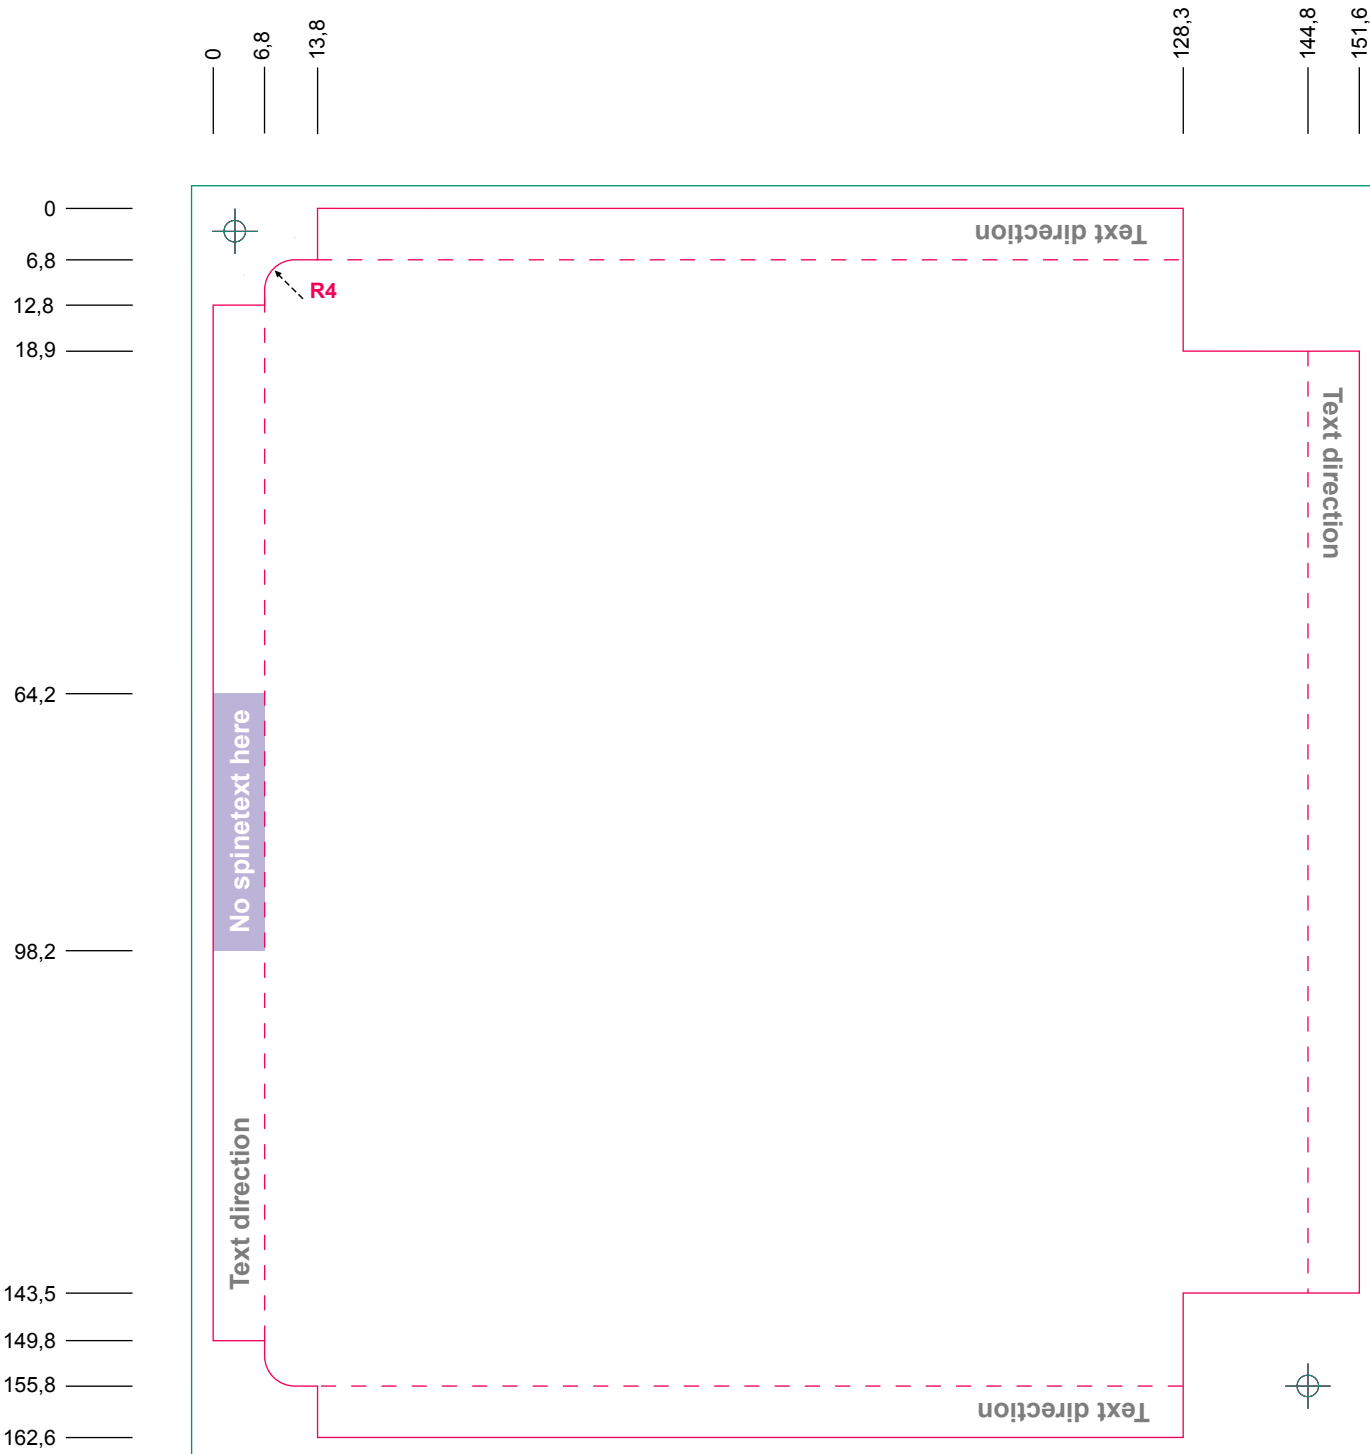 0
6,8
13,8
128,3
144,8
151,6
0
6,8
12,8
18,9
64,2
98,2
143,5
149,8
155,8
162,6
Text direction
R4
Text direction
No spinetext here
Text direction
Text direction